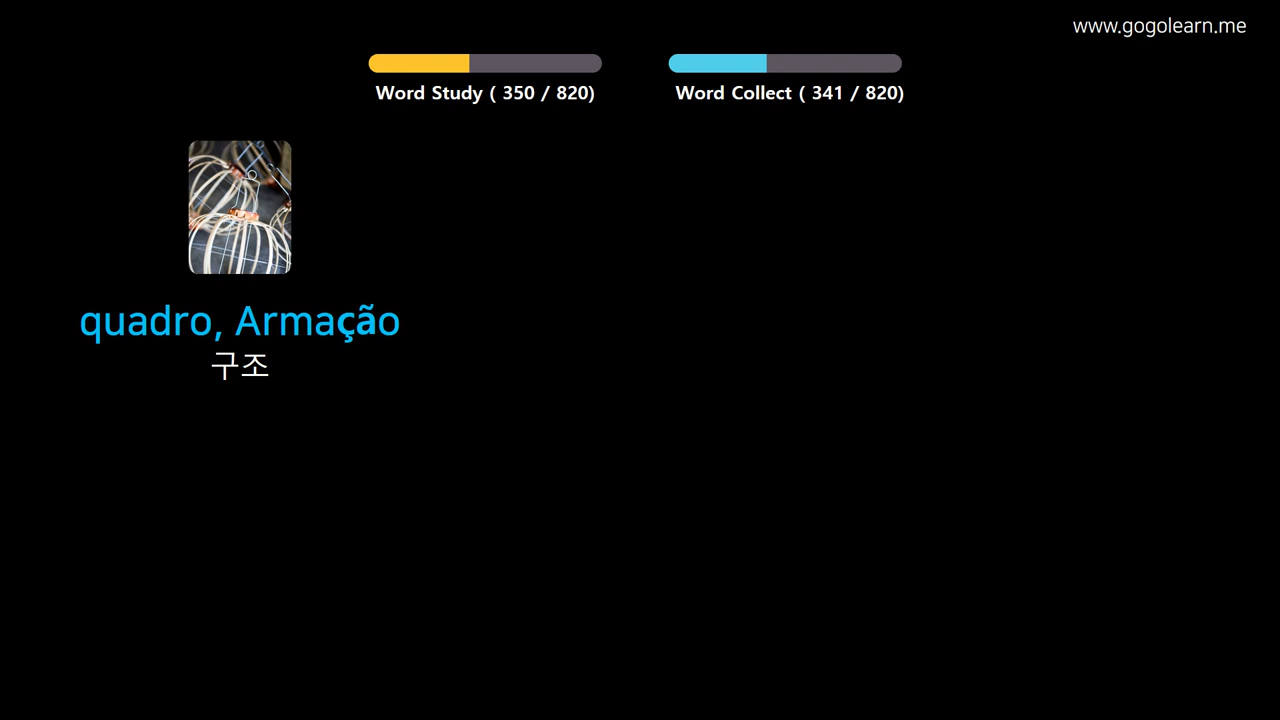 www.gogolearn.me
Word Study ( 350 / 820)
Word Collect ( 341 / 820)
quadro, Armação
구조